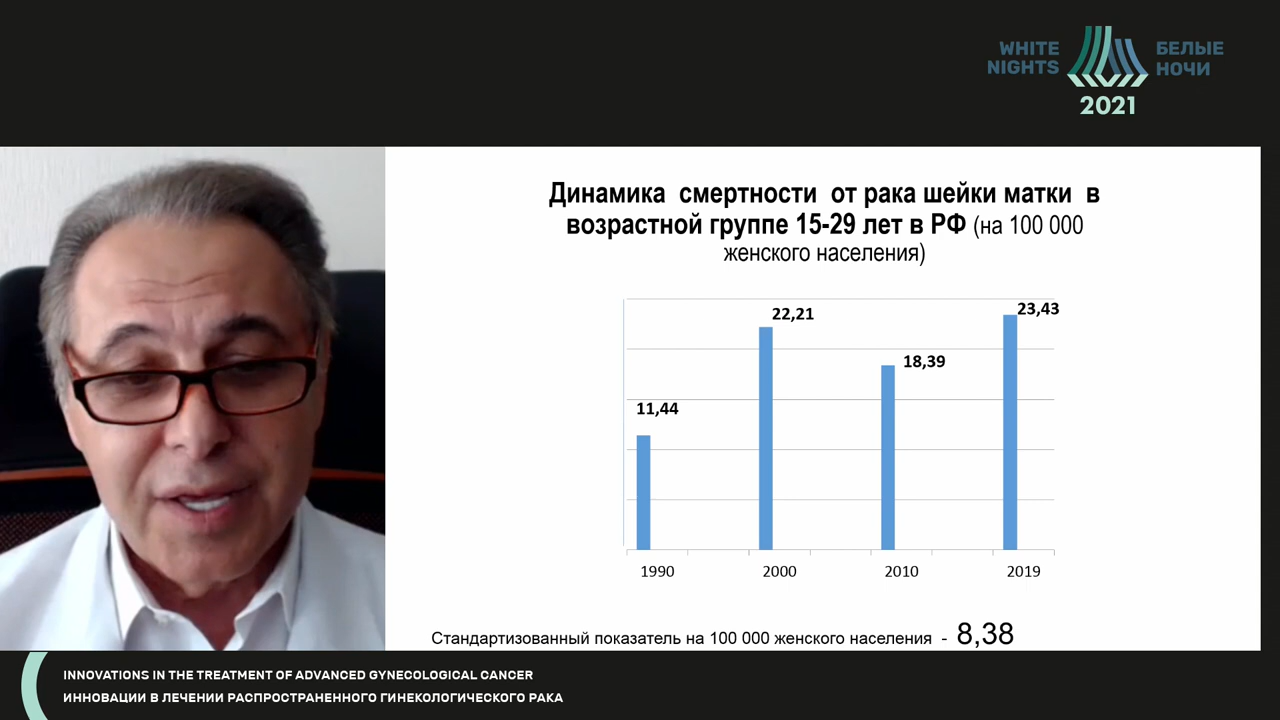 WHITE
NIGHTS
БЕЛЫЕ
НОЧИ
2021
Динамика смертности от рака шейки матки в
возрастной группе 15-29 лет в РФ (на 100 000
женского населения)
11,44
22,21
18,39
23,43
1990
2000
2010
2019
Стандартизованный показатель на 100 000 женского населения - 8,38
INNOVATIONS IN THE TREATMENT OF ADVANCED GYNECOLOGICAL CANCER
ИННОВАЦИИ В ЛЕЧЕНИИ РАСПРОСТРАНЕННОГО ГИНЕКОЛОГИЧЕСКОГО РАКА